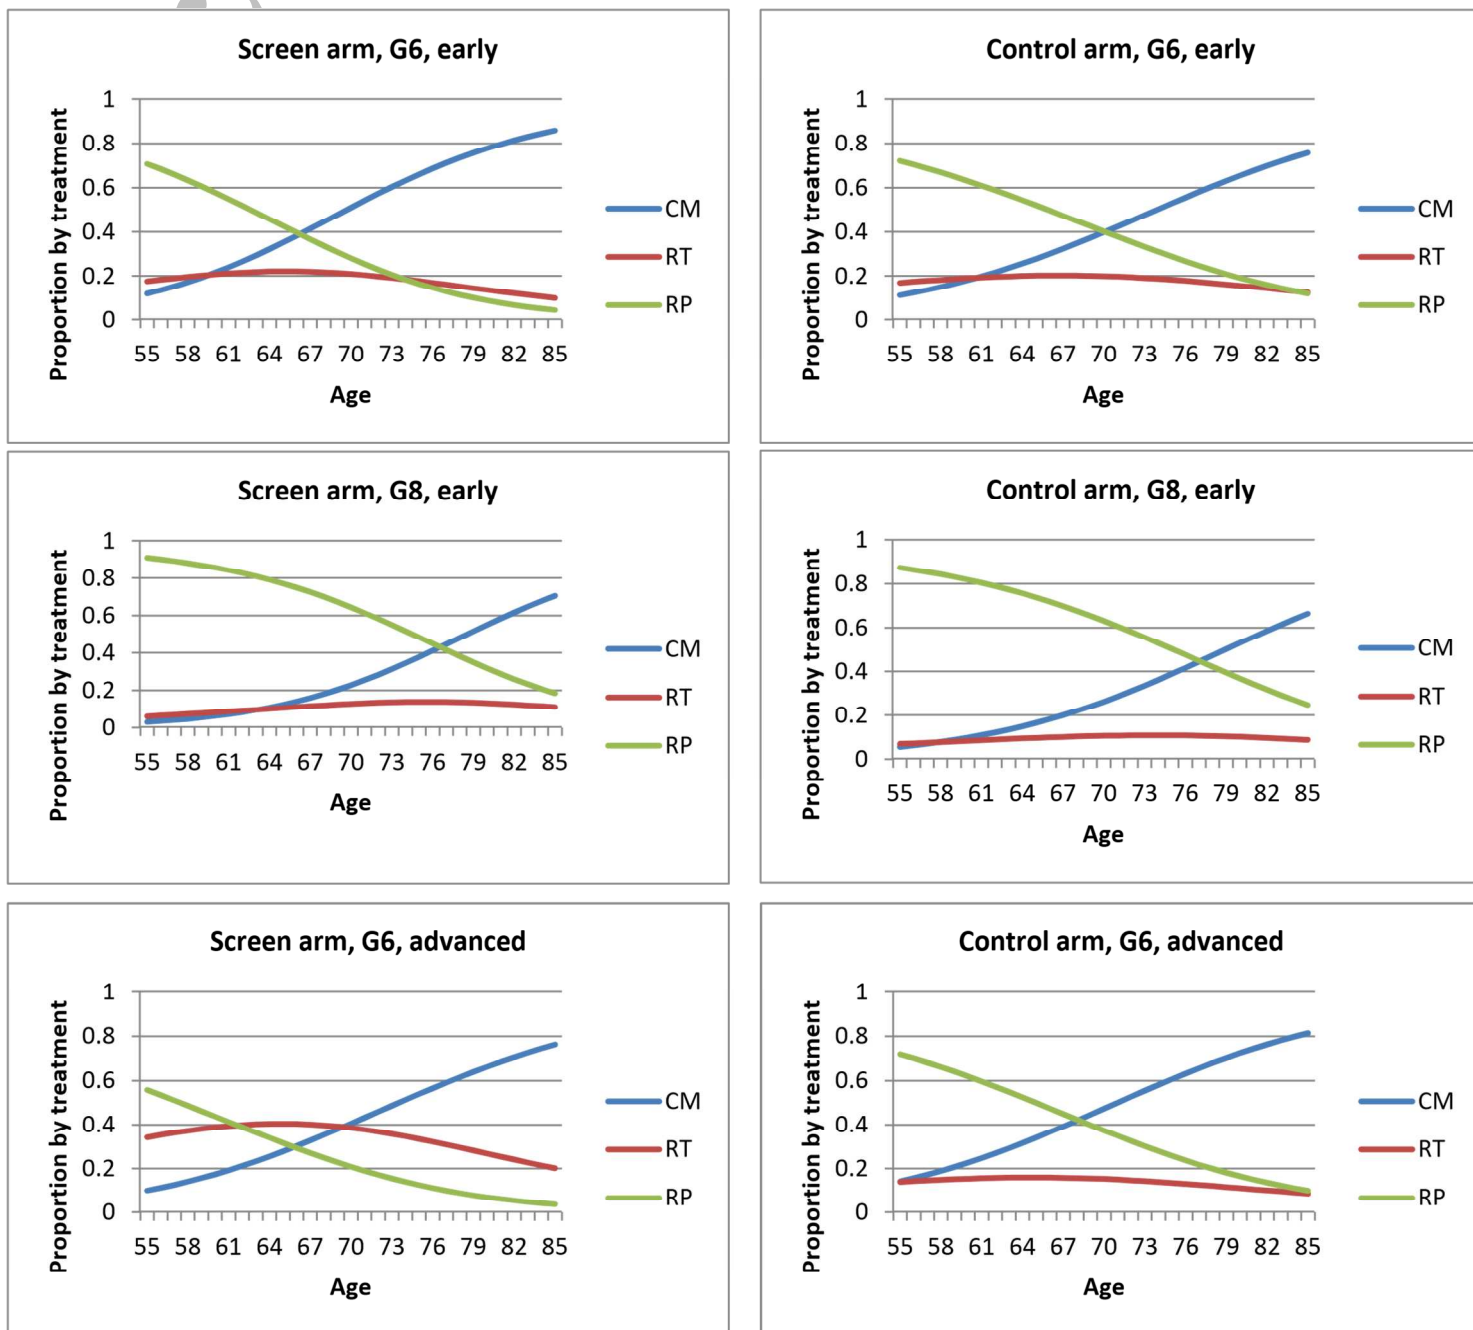 Screen arm, G6, early
Proportion by treatment
1
0.8
0.6
0.4
0.2
0
55 58 61 64 67 70 73 76 79 82 85
Age
CM
RT
RP
Control arm, G6, early
Proportion by treatment
1
0.8
0.6
0.4
0.2
0
55 58 61 64 67 70 73 76 79 82 85
Age
CM
RT
RP
Screen arm, G8, early
Proportion by treatment
1
0.8
0.6
0.4
0.2
0
55 58 61 64 67 70 73 76 79 82 85
Age
CM
RT
RP
Control arm, G8, early
Proportion by treatment
1
0.8
0.6
0.4
0.2
0
55 58 61 64 67 70 73 76 79 82 85
Age
CM
RT
RP
Screen arm, G6, advanced
Proportion by treatment
1
0.8
0.6
0.4
0.2
0
55 58 61 64 67 70 73 76 79 82 85
Age
CM
RT
RP
Control arm, G6, advanced
Proportion by treatment
1
0.8
0.6
0.4
0.2
0
55 58 61 64 67 70 73 76 79 82 85
Age
CM
RT
RP